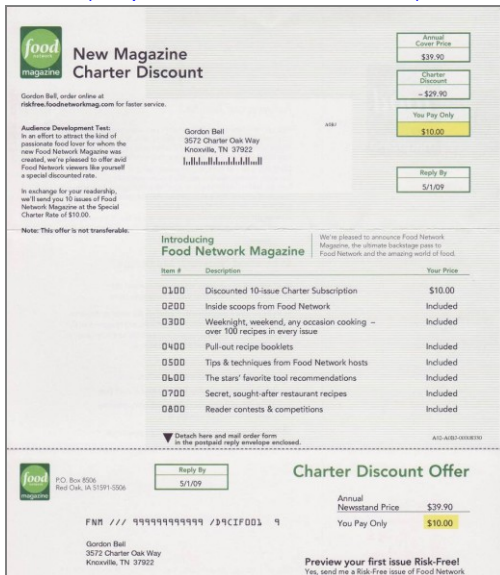 food
network
magazine
New Magazine
Charter Discount
Annual
Cover Price
$39.90
Charter
Discount
– $29.90
You Pay Only
$10.00
Reply By
5/1/09
Gordon Bell, order online at
riskfree.foodnetworkmag.com for faster service.
Audience Development Test:
In an effort to attract the kind of
passionate food lover for whom the
new Food Network Magazine was
created, we're pleased to offer avid
Food Network viewers like yourself
a special discounted rate.
In exchange for your readership,
we'll send you 10 issues of Food
Network Magazine at the Special
Charter Rate of $10.00.
Note: This offer is not transferable.
Gordon Bell
3572 Charter Oak Way
Knoxville, TN 37922
Introducing
Food Network Magazine
We're pleased to announce Food Network
Magazine, the ultimate backstage pass to
Food Network and the amazing world of food.
Item # Description Your Price
0100 Discounted 10-issue Charter Subscription $10.00
0200 Inside scoops from Food Network Included
0300 Weeknight, weekend, any occasion cooking – Included
over 100 recipes in every issue
0400 Pull-out recipe booklets Included
0500 Tips & techniques from Food Network hosts Included
0600 The stars' favorite tool recommendations Included
0700 Secret, sought-after restaurant recipes Included
0800 Reader contests & competitions Included
Detach here and mail order form
in the postpaid reply envelope enclosed.
food
network
magazine
P.O. Box 8506
Red Oak, IA 51591-5506
Reply By
5/1/09
Charter Discount Offer
Annual
Newsstand Price $39.90
You Pay Only $10.00
FNM /// 999999999999 /D9CIF001 9
Gordon Bell
3572 Charter Oak Way
Knoxville, TN 37922
Preview your first issue Risk-Free!
Yes, send me a Risk-Free issue of Food Network